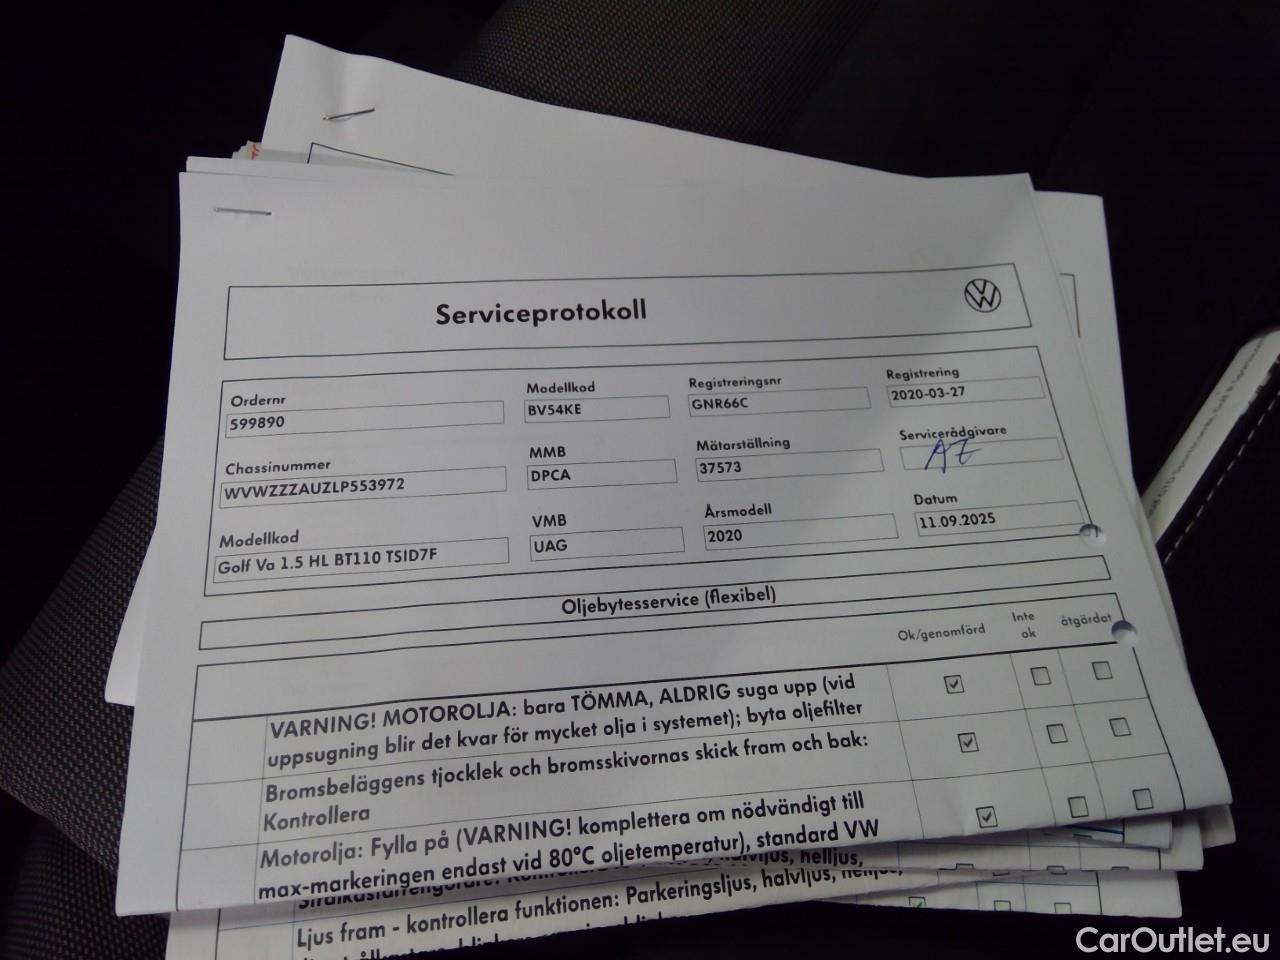 Serviceprotokoll
Ordernr
599890
Modellkod
BV54KE
Registreringsnr
GNR66C
Registrering
2020-03-27
Chassinummer
WVWZZZAUZLP553972
MMB
DPCA
Mätarställning
37573
Servicerådgivare
AZ
Modellkod
Golf Va 1.5 HL BT110 TSID7F
VMB
UAG
Årsmodell
2020
Datum
11.09.2025
Oljebytesservice (flexibel)
Ok/genomförd
Inte
ok
åtgärdat
VARNING! MOTOROLJA: bara TÖMMA, ALDRIG suga upp (vid
uppsugning blir det kvar för mycket olja i systemet); byta oljefilter
Bromsbeläggens tjocklek och bromsskivornas skick fram och bak:
Kontrollera
Motorolja: Fylla på (VARNING! komplettera om nödvändigt till
max-markeringen endast vid 80°C oljetemperatur), standard VW
halvljus, helljus,
Ljus fram - kontrollera funktionen: Parkeringsljus, halvljus, helljus,
CarOutlet.eu